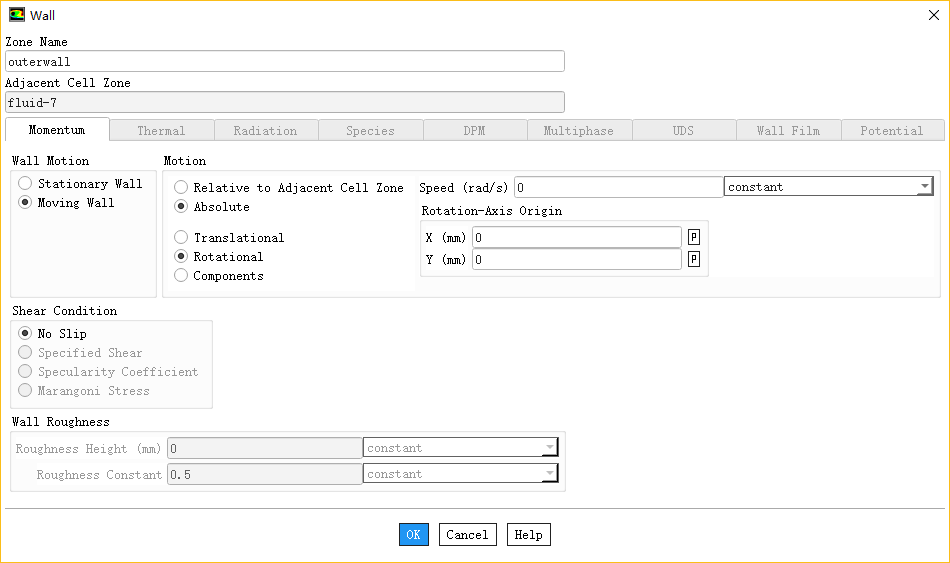 Wall
Zone Name
outerwall
Adjacent Cell Zone
fluid-7
Momentum Thermal Radiation Species DPM Multiphase UDS Wall Film Potential
Wall Motion
Stationary Wall
Moving Wall
Motion
Relative to Adjacent Cell Zone
Absolute
Translational
Rotational
Components
Speed (rad/s) 0 constant
Rotation-Axis Origin
X (mm) 0 P
Y (mm) 0 P
Shear Condition
No Slip
Specified Shear
Specularity Coefficient
Marangoni Stress
Wall Roughness
Roughness Height (mm) 0 constant
Roughness Constant 0.5 constant
OK Cancel Help